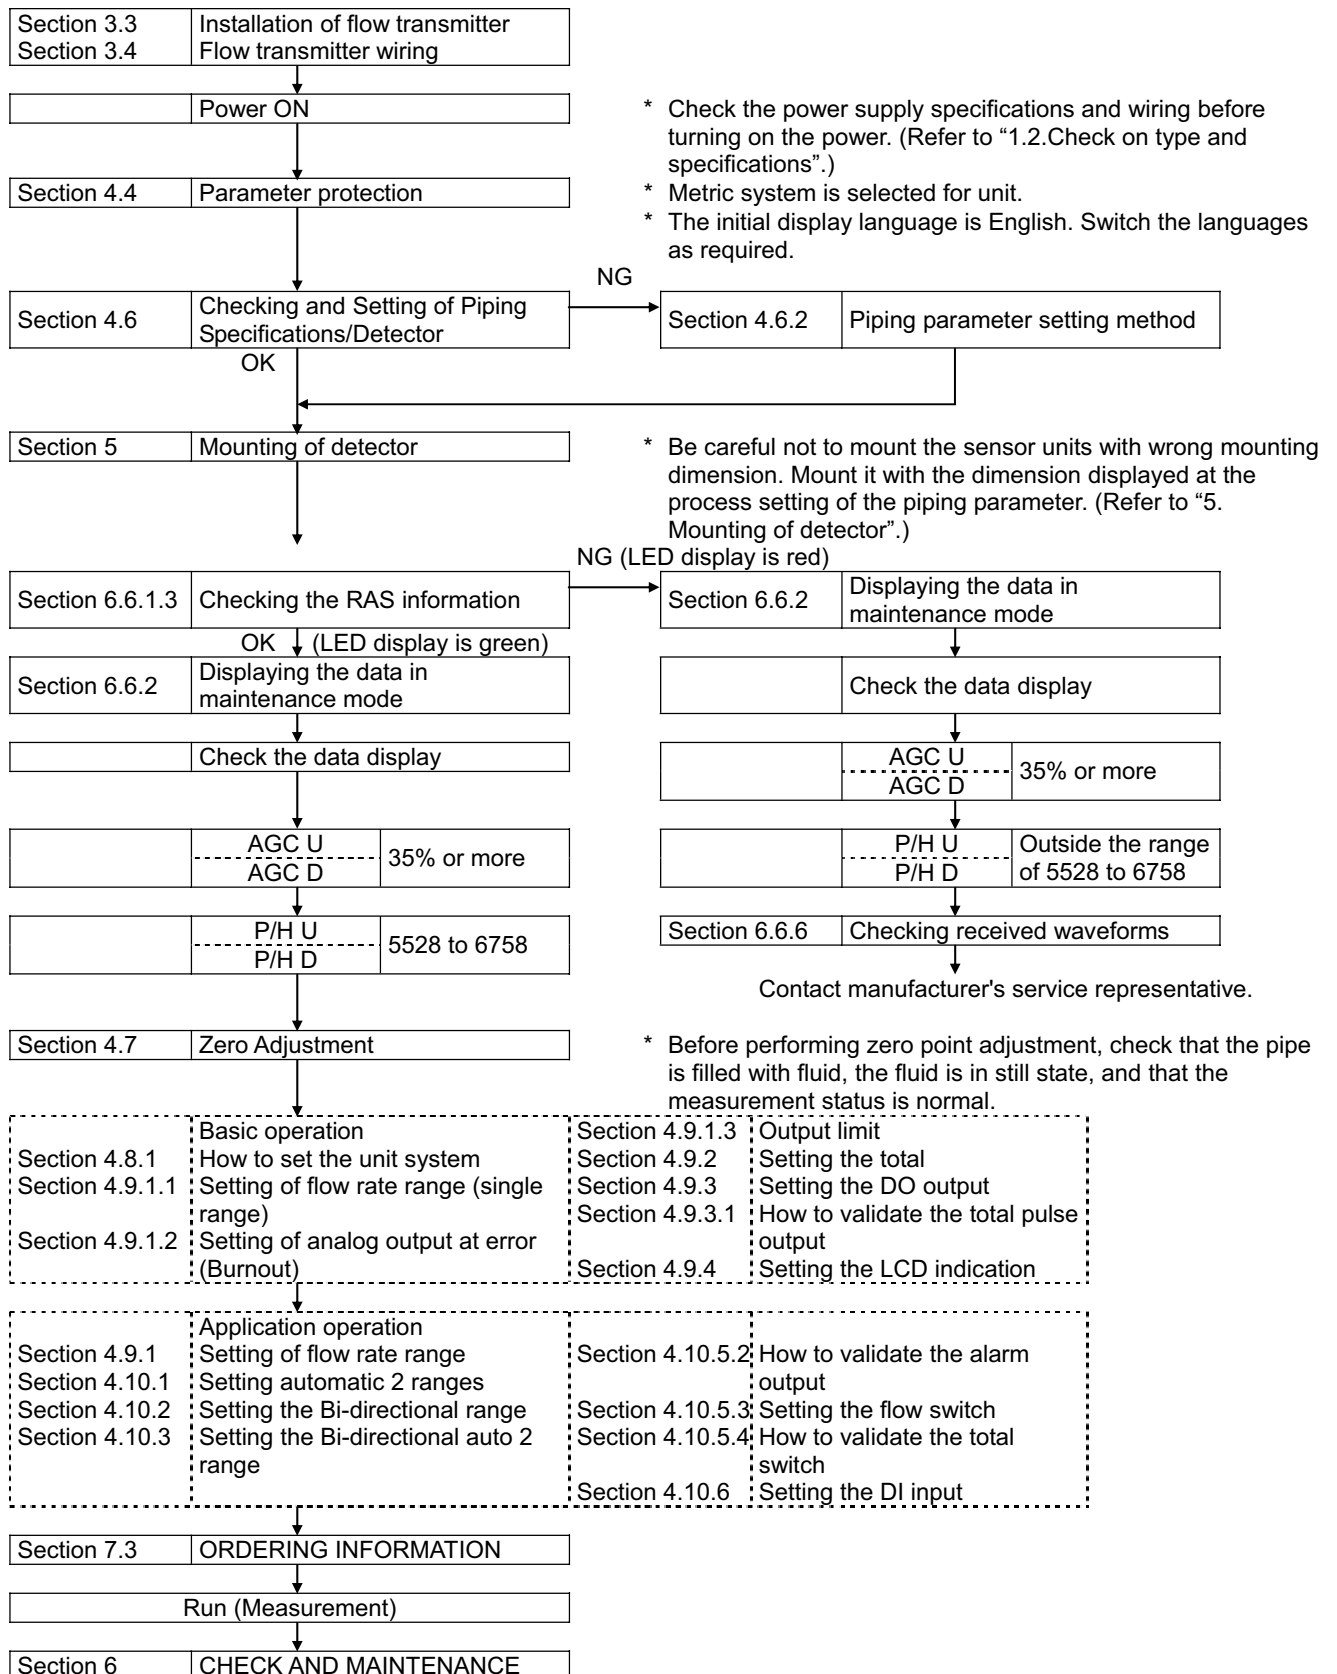 Section 3.3 Installation of flow transmitter
Section 3.4 Flow transmitter wiring
Power ON
* Check the power supply specifications and wiring before
turning on the power. (Refer to “1.2.Check on type and
specifications”.)
Section 4.4 Parameter protection
* Metric system is selected for unit.
* The initial display language is English. Switch the languages
as required.
NG
Section 4.6 Checking and Setting of Piping
Specifications/Detector
Section 4.6.2 Piping parameter setting method
OK
Section 5 Mounting of detector
* Be careful not to mount the sensor units with wrong mounting
dimension. Mount it with the dimension displayed at the
process setting of the piping parameter. (Refer to “5.
Mounting of detector”.)
NG (LED display is red)
Section 6.6.1.3 Checking the RAS information
Section 6.6.2 Displaying the data in
maintenance mode
OK (LED display is green)
Section 6.6.2 Displaying the data in
maintenance mode
Check the data display
Check the data display
AGC U
AGC D
35% or more
AGC U
AGC D
35% or more
P/H U
P/H D
Outside the range
of 5528 to 6758
P/H U
P/H D
5528 to 6758
Section 6.6.6 Checking received waveforms
Contact manufacturer's service representative.
Section 4.7 Zero Adjustment
* Before performing zero point adjustment, check that the pipe
is filled with fluid, the fluid is in still state, and that the
measurement status is normal.
Basic operation
Section 4.8.1 How to set the unit system
Section 4.9.1.1 Setting of flow rate range (single
range)
Section 4.9.1.2 Setting of analog output at error
(Burnout)
Section 4.9.1.3 Output limit
Section 4.9.2 Setting the total
Section 4.9.3 Setting the DO output
Section 4.9.3.1 How to validate the total pulse
output
Section 4.9.4 Setting the LCD indication
Application operation
Section 4.9.1 Setting of flow rate range
Section 4.10.1 Setting automatic 2 ranges
Section 4.10.2 Setting the Bi-directional range
Section 4.10.3 Setting the Bi-directional auto 2
range
Section 4.10.5.2 How to validate the alarm
output
Section 4.10.5.3 Setting the flow switch
Section 4.10.5.4 How to validate the total
switch
Section 4.10.6 Setting the DI input
Section 7.3 ORDERING INFORMATION
Run (Measurement)
Section 6 CHECK AND MAINTENANCE